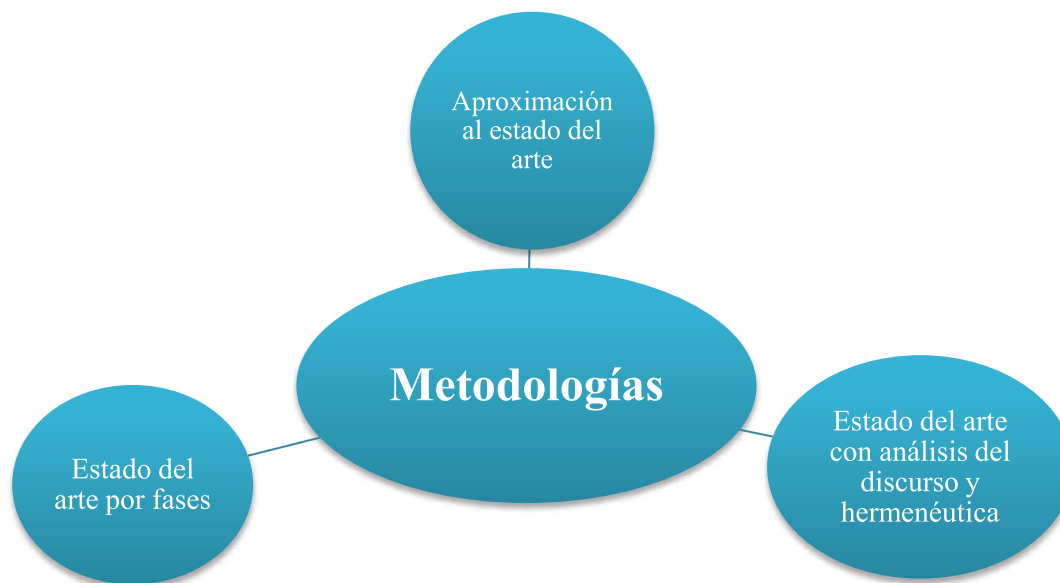 Aproximación
al estado del
arte
Metodologías
Estado del arte
con análisis del
discurso y
hermenéutica
Estado del
arte por fases